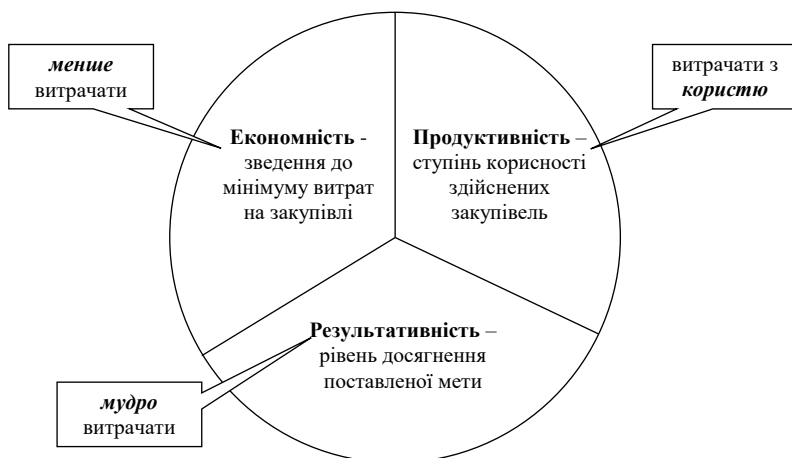 менше
витрачати
витрачати з
користю
Економність -
зведення до
мінімуму витрат
на закупівлі
Продуктивність –
ступінь корисності
здійснених
закупівель
Результативність –
рівень досягнення
поставленої мети
мудро
витрачати